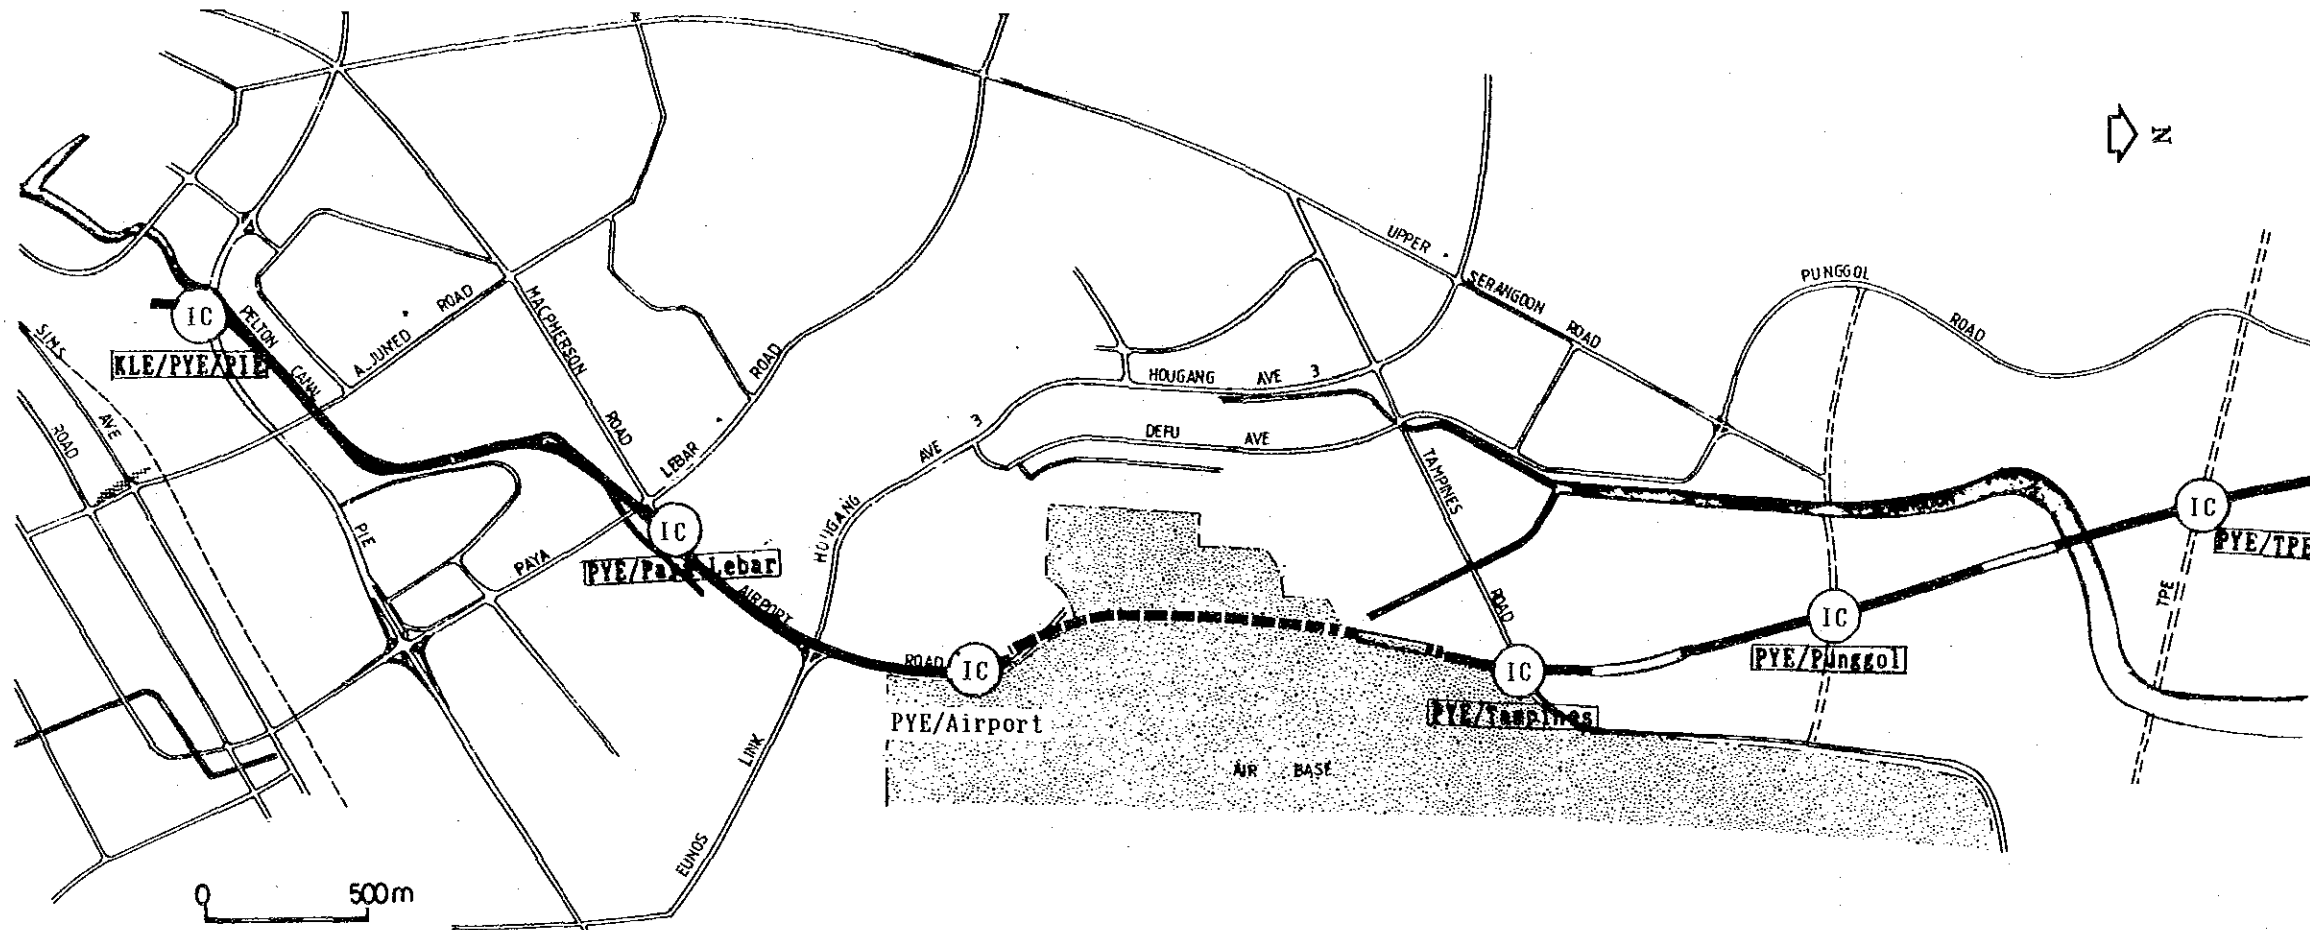 N
UPPER
SERANGOON
ROAD
PUNGGOL
ROAD
IC
KLE/PYE/PIE
PELTON
CANAL
SIMS
AVE
ROAD
A_JUNIED
ROAD
MACPHERSON
ROAD
LEBAR
ROAD
PAYA
PIE
IC
PYE/Paya Lebar
AIRPORT
ROAD
HOUGANG
AVE
3
HOUGANG AVE 3
DEFU AVE
TAMPINES
ROAD
IC
PYE/Airport
IC
PYE/Tampines
IC
PYE/Punggol
IC
PYE/TPE
TPE
AIR BASE
EUNOS
LINK
0 500m